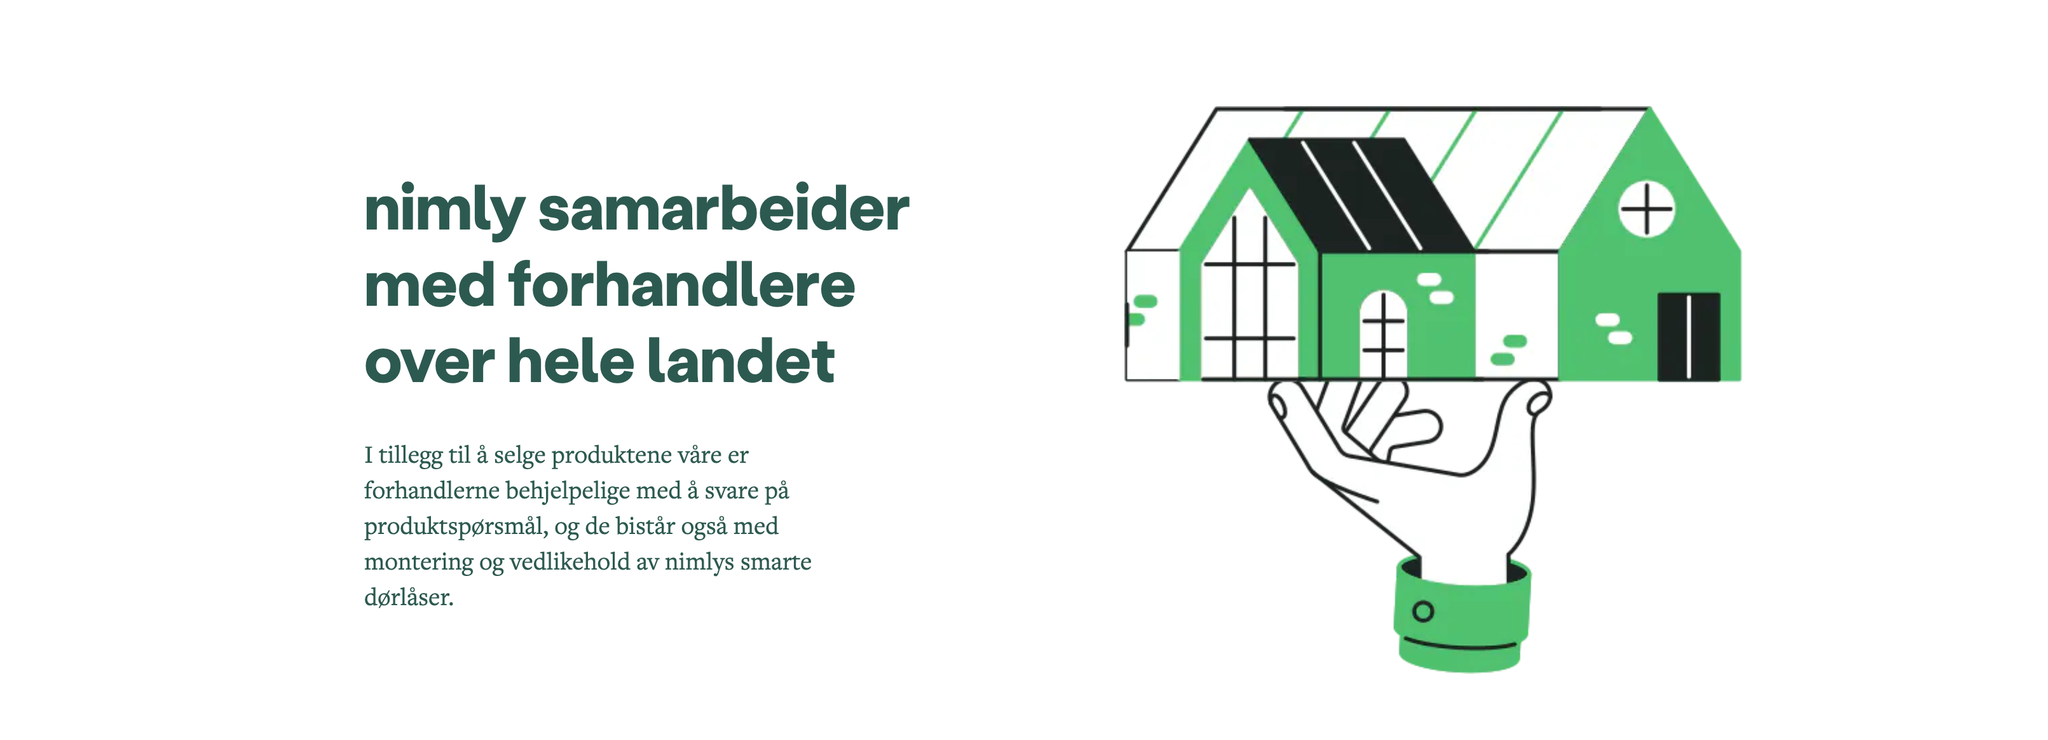 nimly samarbeider
med forhandlere
over hele landet
I tillegg til å selge produktene våre er
forhandlerne behjelpelige med å svare på
produktspørsmål, og de bistår også med
montering og vedlikehold av nimlys smarte
dørlåser.